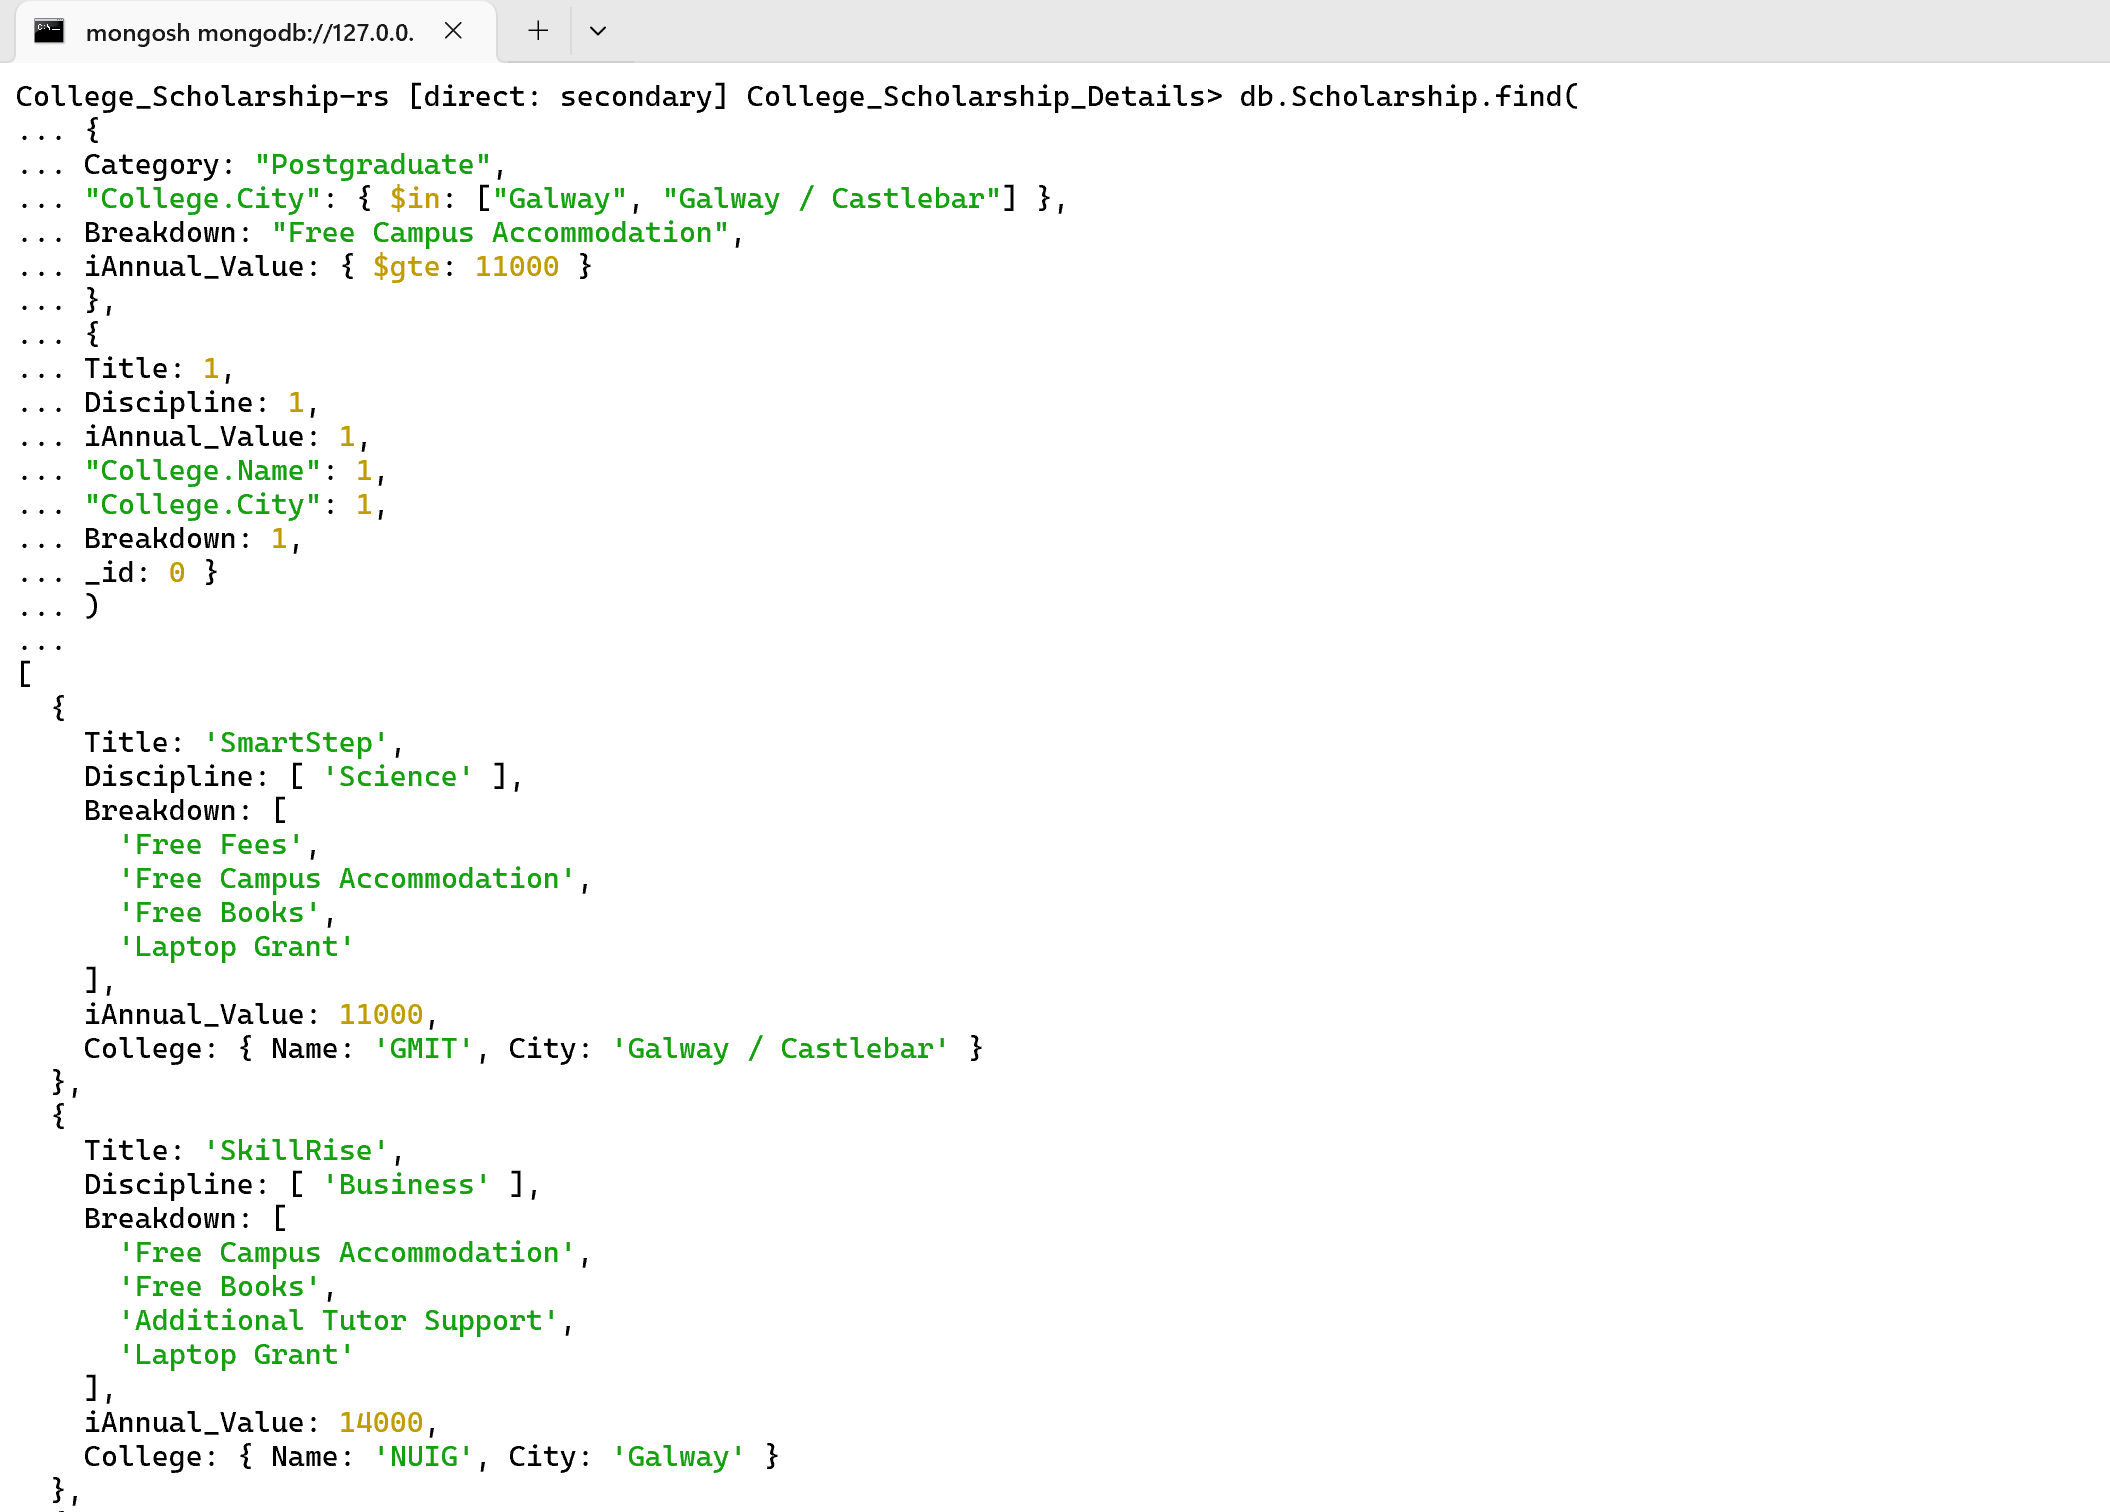 mongosh mongodb://127.0.0.
College_Scholarship-rs [direct: secondary] College_Scholarship_Details> db.Scholarship.find(
... {
... Category: "Postgraduate",
... "College.City": { $in: ["Galway", "Galway / Castlebar"] },
... Breakdown: "Free Campus Accommodation",
... iAnnual_Value: { $gte: 11000 }
... },
... {
... Title: 1,
... Discipline: 1,
... iAnnual_Value: 1,
... "College.Name": 1,
... "College.City": 1,
... Breakdown: 1,
... _id: 0 }
... )
...
[
  {
    Title: 'SmartStep',
    Discipline: [ 'Science' ],
    Breakdown: [
      'Free Fees',
      'Free Campus Accommodation',
      'Free Books',
      'Laptop Grant'
    ],
    iAnnual_Value: 11000,
    College: { Name: 'GMIT', City: 'Galway / Castlebar' }
  },
  {
    Title: 'SkillRise',
    Discipline: [ 'Business' ],
    Breakdown: [
      'Free Campus Accommodation',
      'Free Books',
      'Additional Tutor Support',
      'Laptop Grant'
    ],
    iAnnual_Value: 14000,
    College: { Name: 'NUIG', City: 'Galway' }
  },